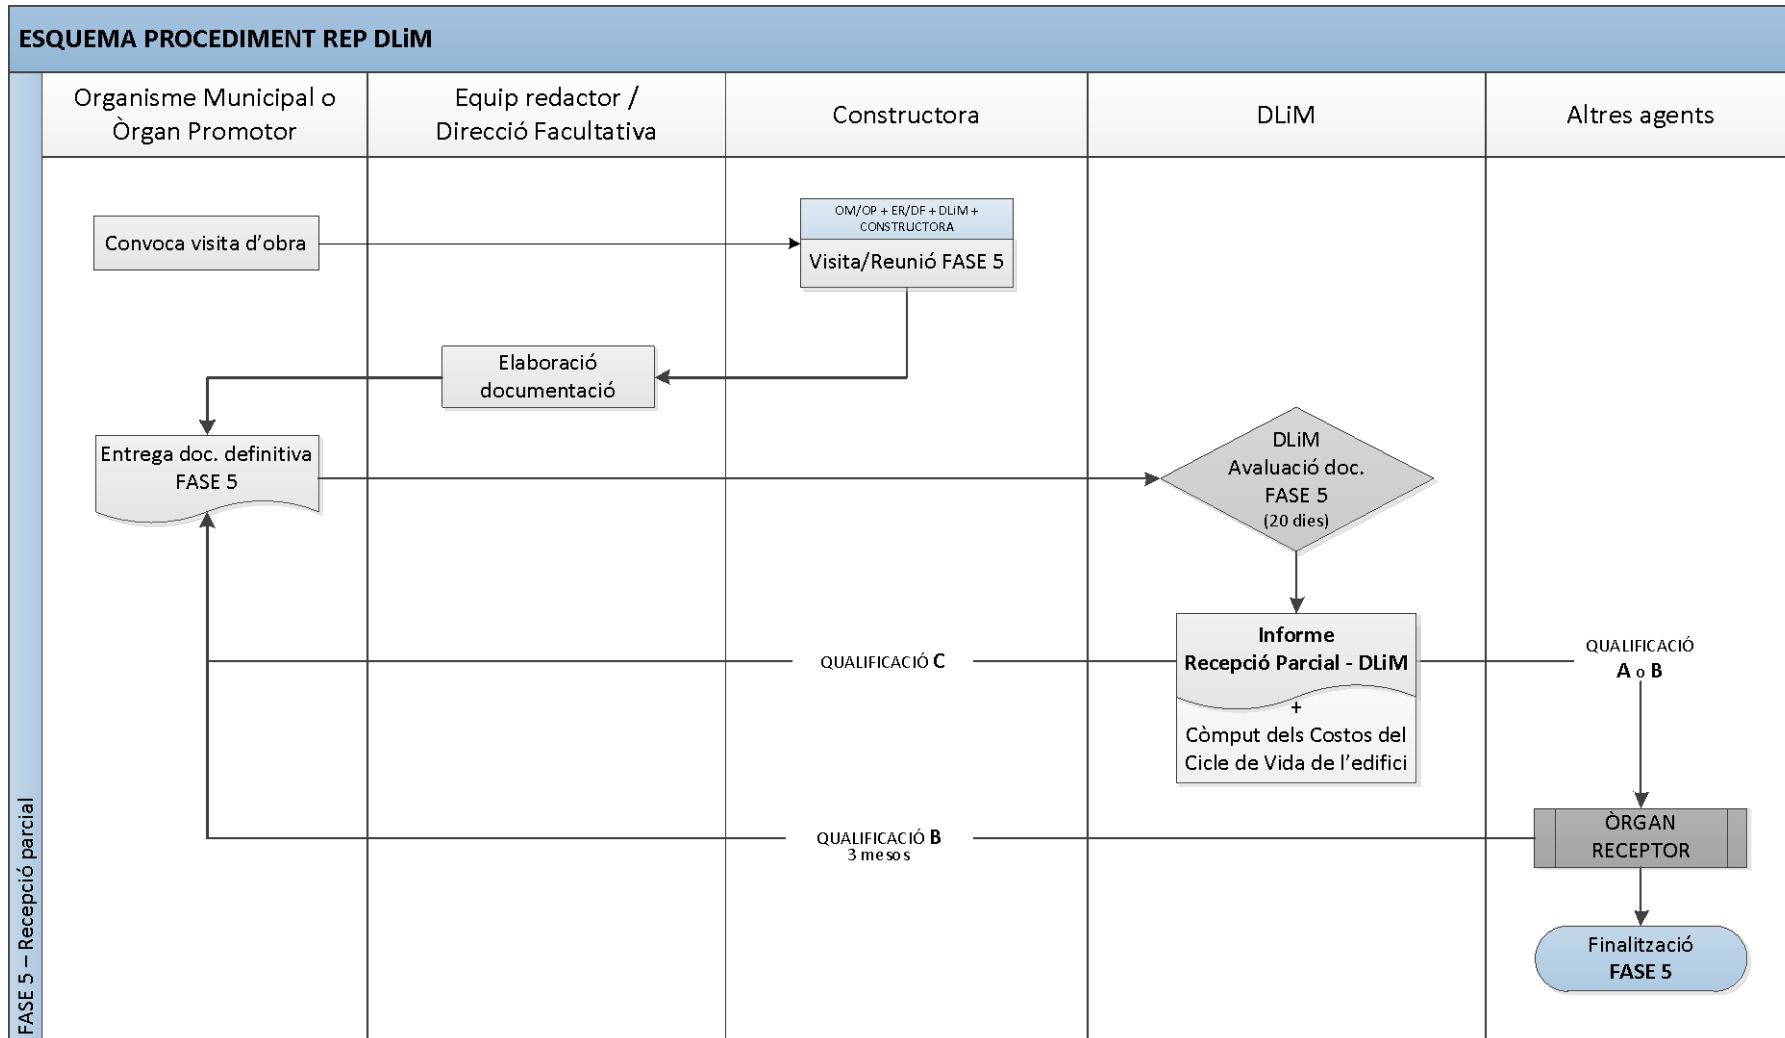 ESQUEMA PROCEDIMENT REP DLiM
Organisme Municipal o
Òrgan Promotor
Equip redactor /
Direcció Facultativa
Constructora
DLiM
Altres agents
Convoca visita d'obra
OM/OP + ER/DF + DLiM +
CONSTRUCTORA
Visita/Reunió FASE 5
Elaboració
documentació
Entrega doc. definitiva
FASE 5
DLiM
Avaluació doc.
FASE 5
(20 dies)
Informe
Recepció Parcial - DLiM
+
Còmput dels Costos del
Cicle de Vida de l'edifici
QUALIFICACIÓ C
QUALIFICACIÓ
A o B
QUALIFICACIÓ B
3 mesos
ÒRGAN
RECEPTOR
Finalització
FASE 5
FASE 5 – Recepció parcial